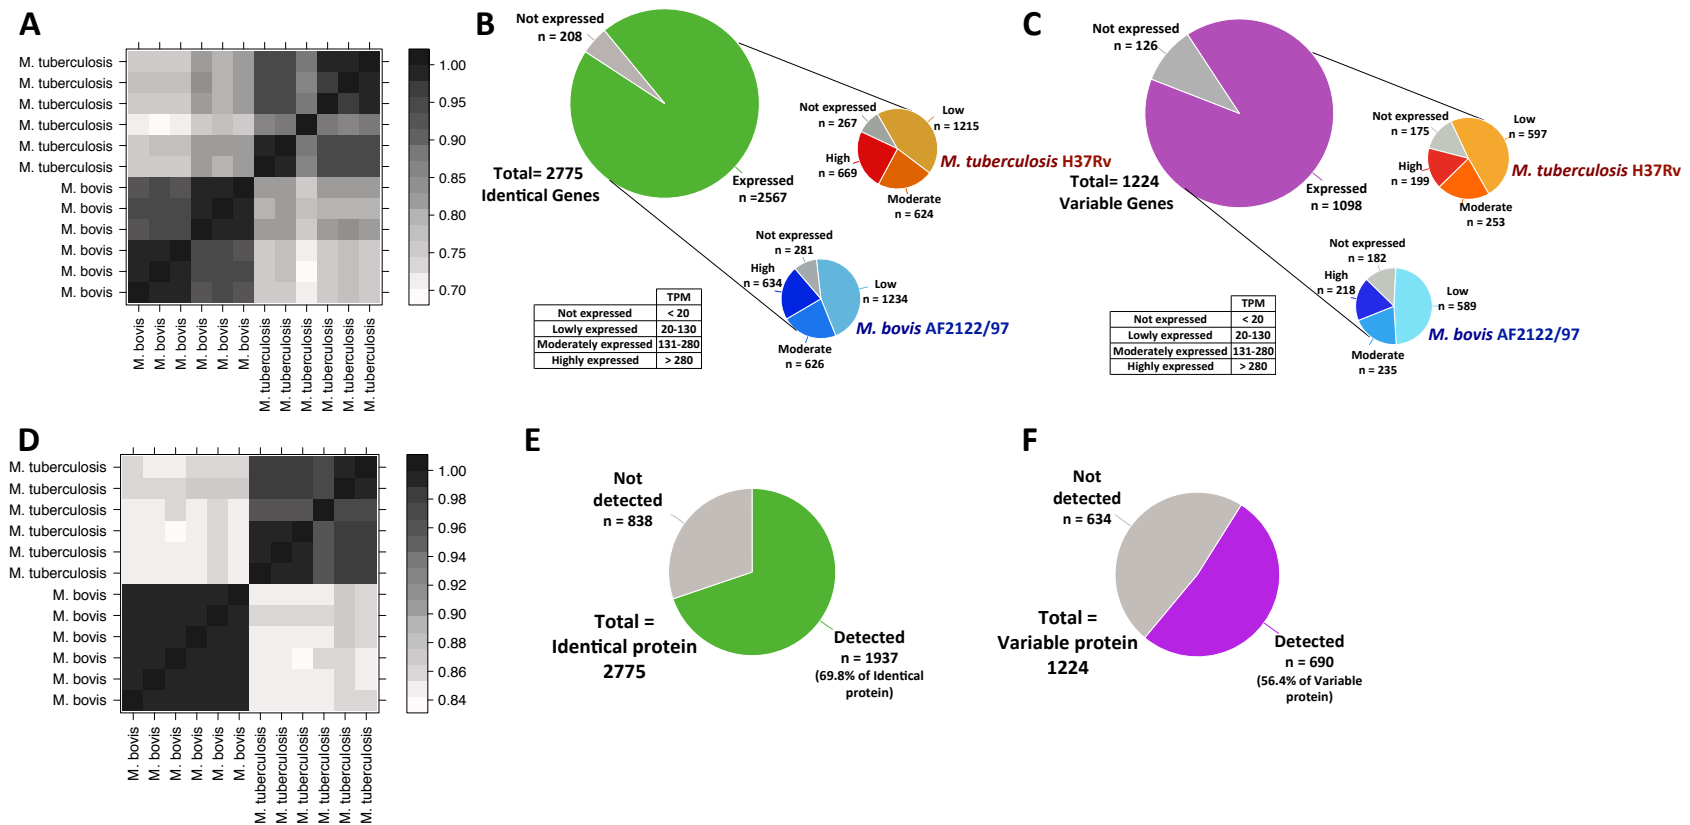 A
M. tuberculosis
M. tuberculosis
M. tuberculosis
M. tuberculosis
M. tuberculosis
M. tuberculosis
M. bovis
M. bovis
M. bovis
M. bovis
M. bovis
M. bovis
M. bovis
M. bovis
M. bovis
M. bovis
M. bovis
M. bovis
M. tuberculosis
M. tuberculosis
M. tuberculosis
M. tuberculosis
M. tuberculosis
M. tuberculosis
1.00
0.95
0.90
0.85
0.80
0.75
0.70
B
Not expressed
n = 208
Total= 2775
Identical Genes
Expressed
n =2567
Not expressed
n = 267
Low
n = 1215
High
n = 669
Moderate
n = 624
M. tuberculosis H37Rv
Not expressed
n = 281
High
n = 634
Low
n = 1234
Moderate
n = 626
M. bovis AF2122/97
TPM
Not expressed < 20
Lowly expressed 20-130
Moderately expressed 131-280
Highly expressed > 280
C
Not expressed
n = 126
Total= 1224
Variable Genes
Expressed
n = 1098
Not expressed
n = 175
Low
n = 597
High
n = 199
Moderate
n = 253
M. tuberculosis H37Rv
Not expressed
n = 182
High
n = 218
Low
n = 589
Moderate
n = 235
M. bovis AF2122/97
TPM
Not expressed < 20
Lowly expressed 20-130
Moderately expressed 131-280
Highly expressed > 280
D
M. tuberculosis
M. tuberculosis
M. tuberculosis
M. tuberculosis
M. tuberculosis
M. tuberculosis
M. bovis
M. bovis
M. bovis
M. bovis
M. bovis
M. bovis
M. bovis
M. bovis
M. bovis
M. bovis
M. bovis
M. bovis
M. tuberculosis
M. tuberculosis
M. tuberculosis
M. tuberculosis
M. tuberculosis
M. tuberculosis
1.00
0.98
0.96
0.94
0.92
0.90
0.88
0.86
0.84
E
Not
detected
n = 838
Total =
Identical protein
2775
Detected
n = 1937
(69.8% of Identical
protein)
F
Not
detected
n = 634
Total =
Variable protein
1224
Detected
n = 690
(56.4% of Variable
protein)